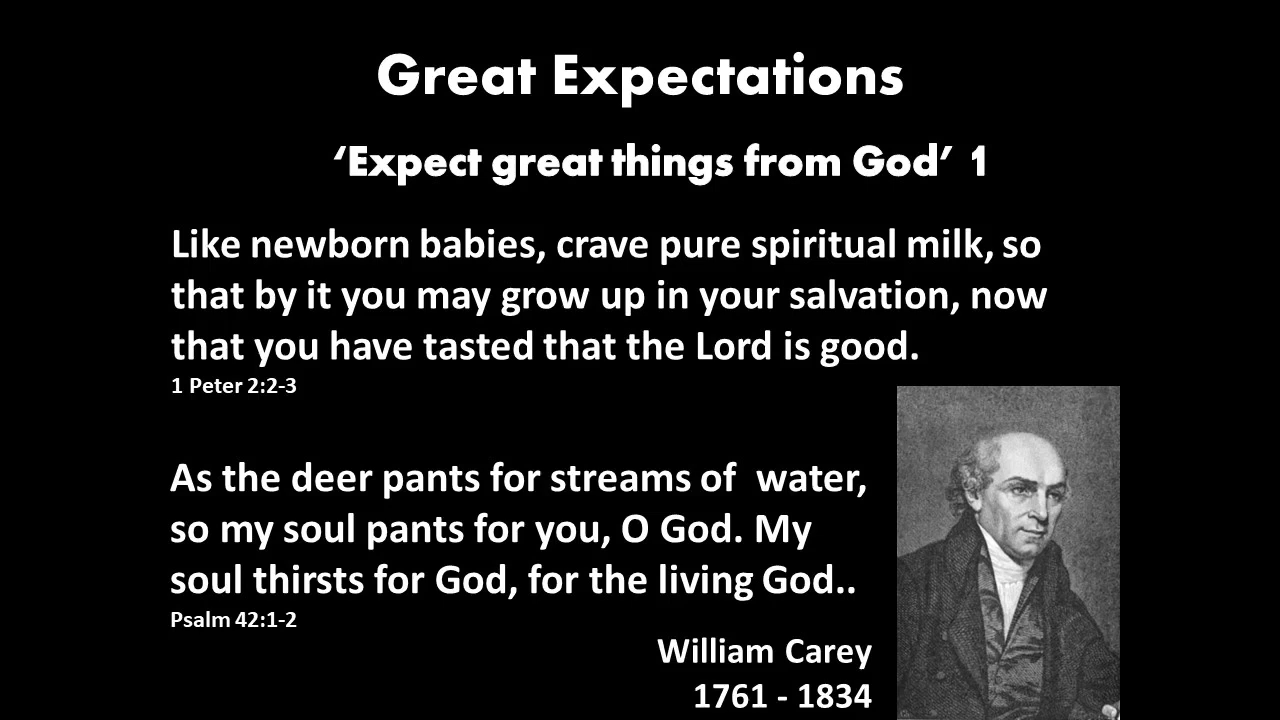 Great Expectations
‘Expect great things from God’ 1
Like newborn babies, crave pure spiritual milk, so
that by it you may grow up in your salvation, now
that you have tasted that the Lord is good.
1 Peter 2:2-3
As the deer pants for streams of  water,
so my soul pants for you, O God. My
soul thirsts for God, for the living God..
Psalm 42:1-2
William Carey
1761 - 1834